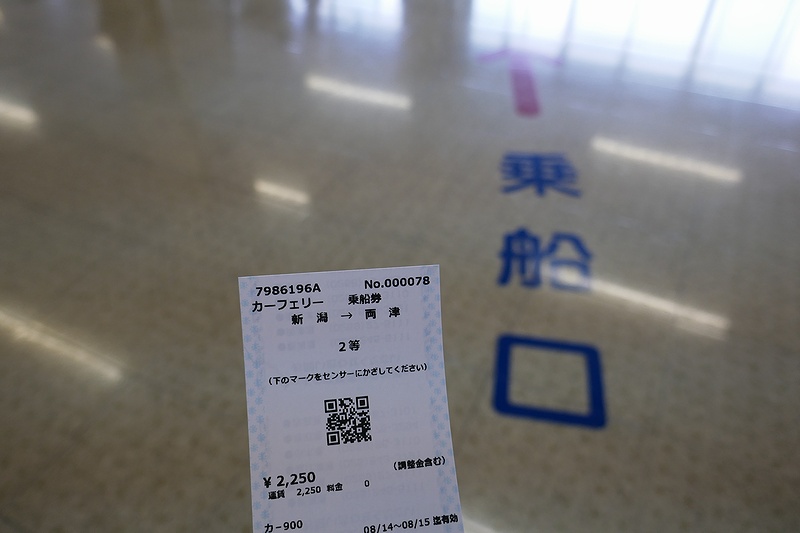 乗船口
7986196A No.000078
カーフェリー 乗船券
新潟 → 両津
2等
(下のマークをセンサーにかざしてください)
¥2,250 (調整金含む)
運賃 2,250 料金 0
カ-900 08/14~08/15 迄有効